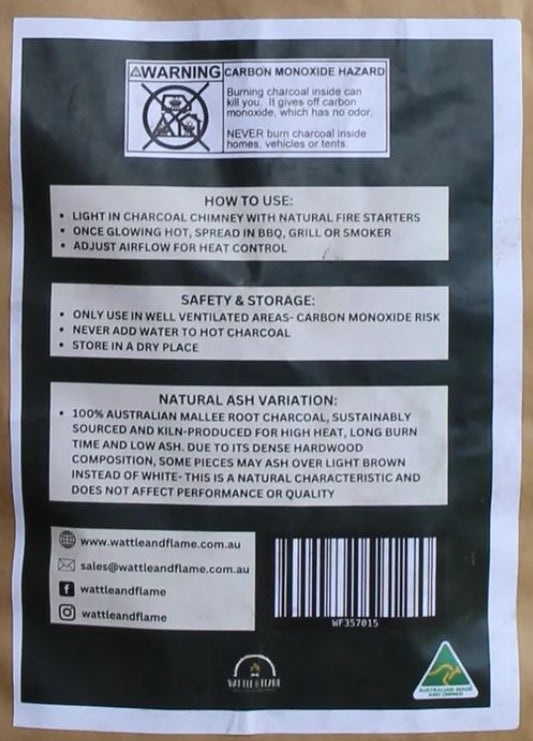 ⚠WARNING
CARBON MONOXIDE HAZARD
Burning charcoal inside can
kill you. It gives off carbon
monoxide, which has no odor.
NEVER burn charcoal inside
homes, vehicles or tents.
HOW TO USE:
• LIGHT IN CHARCOAL CHIMNEY WITH NATURAL FIRE STARTERS
• ONCE GLOWING HOT, SPREAD IN BBQ, GRILL OR SMOKER
• ADJUST AIRFLOW FOR HEAT CONTROL
SAFETY & STORAGE:
• ONLY USE IN WELL VENTILATED AREAS- CARBON MONOXIDE RISK
• NEVER ADD WATER TO HOT CHARCOAL
• STORE IN A DRY PLACE
NATURAL ASH VARIATION:
• 100% AUSTRALIAN MALLEE ROOT CHARCOAL, SUSTAINABLY
SOURCED AND KILN-PRODUCED FOR HIGH HEAT, LONG BURN
TIME AND LOW ASH. DUE TO ITS DENSE HARDWOOD
COMPOSITION, SOME PIECES MAY ASH OVER LIGHT BROWN
INSTEAD OF WHITE- THIS IS A NATURAL CHARACTERISTIC AND
DOES NOT AFFECT PERFORMANCE OR QUALITY
www.wattleandflame.com.au
sales@wattleandflame.com.au
wattleandflame
wattleandflame
WF357015
WATTLE & FLAME
AUSTRALIAN MADE
AND OWNED